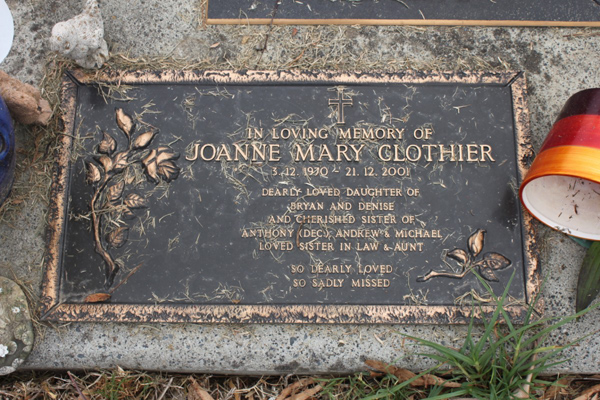 IN LOVING MEMORY OF
JOANNE MARY CLOTHIER
3. 12. 1970 - 21. 12. 2001
DEARLY LOVED DAUGHTER OF
BRYAN AND DENISE
AND CHERISHED SISTER OF
ANTHONY (DEC) ANDREW & MICHAEL
LOVED SISTER IN LAW & AUNT
SO DEARLY LOVED
SO SADLY MISSED